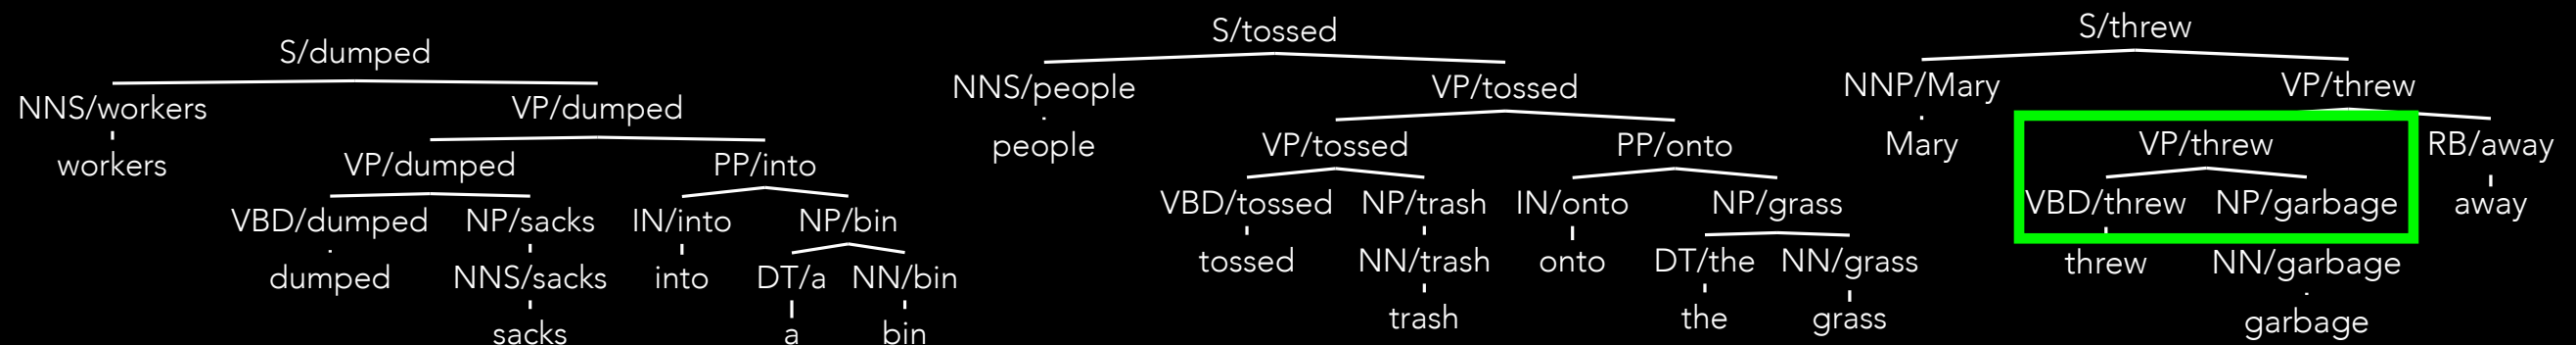 S/dumped
NNS/workers VP/dumped
workers VP/dumped PP/into
VBD/dumped NP/sacks IN/into NP/bin
dumped NNS/sacks into DT/a NN/bin
sacks a bin
S/tossed
NNS/people VP/tossed
people VP/tossed PP/onto
VBD/tossed NP/trash IN/onto NP/grass
tossed NN/trash onto DT/the NN/grass
trash the grass
S/threw
NNP/Mary VP/threw
Mary VP/threw RB/away
VBD/threw NP/garbage away
threw NN/garbage
garbage